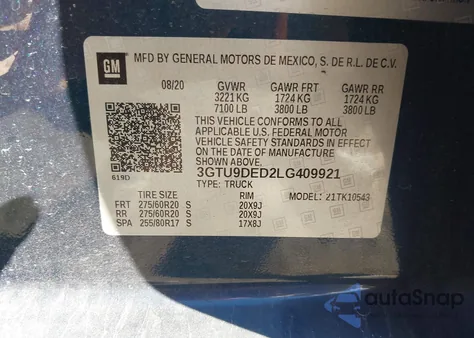 GM
MFD BY GENERAL MOTORS DE MEXICO, S. DE R.L. DE C.V.
08/20 GVWR GAWR FRT GAWR RR
3221 KG 1724 KG 1724 KG
7100 LB 3800 LB 3800 LB
THIS VEHICLE CONFORMS TO ALL
APPLICABLE U.S. FEDERAL MOTOR
VEHICLE SAFETY STANDARDS IN EFFECT
ON THE DATE OF MANUFACTURE
SHOWN ABOVE.
3GTU9DED2LG409921
619D
TYPE: TRUCK
TIRE SIZE RIM MODEL: 21TK10543
FRT 275/60R20 S 20X9J
RR 275/60R20 S 20X9J
SPA 255/80R17 S 17X8J
autoSnap